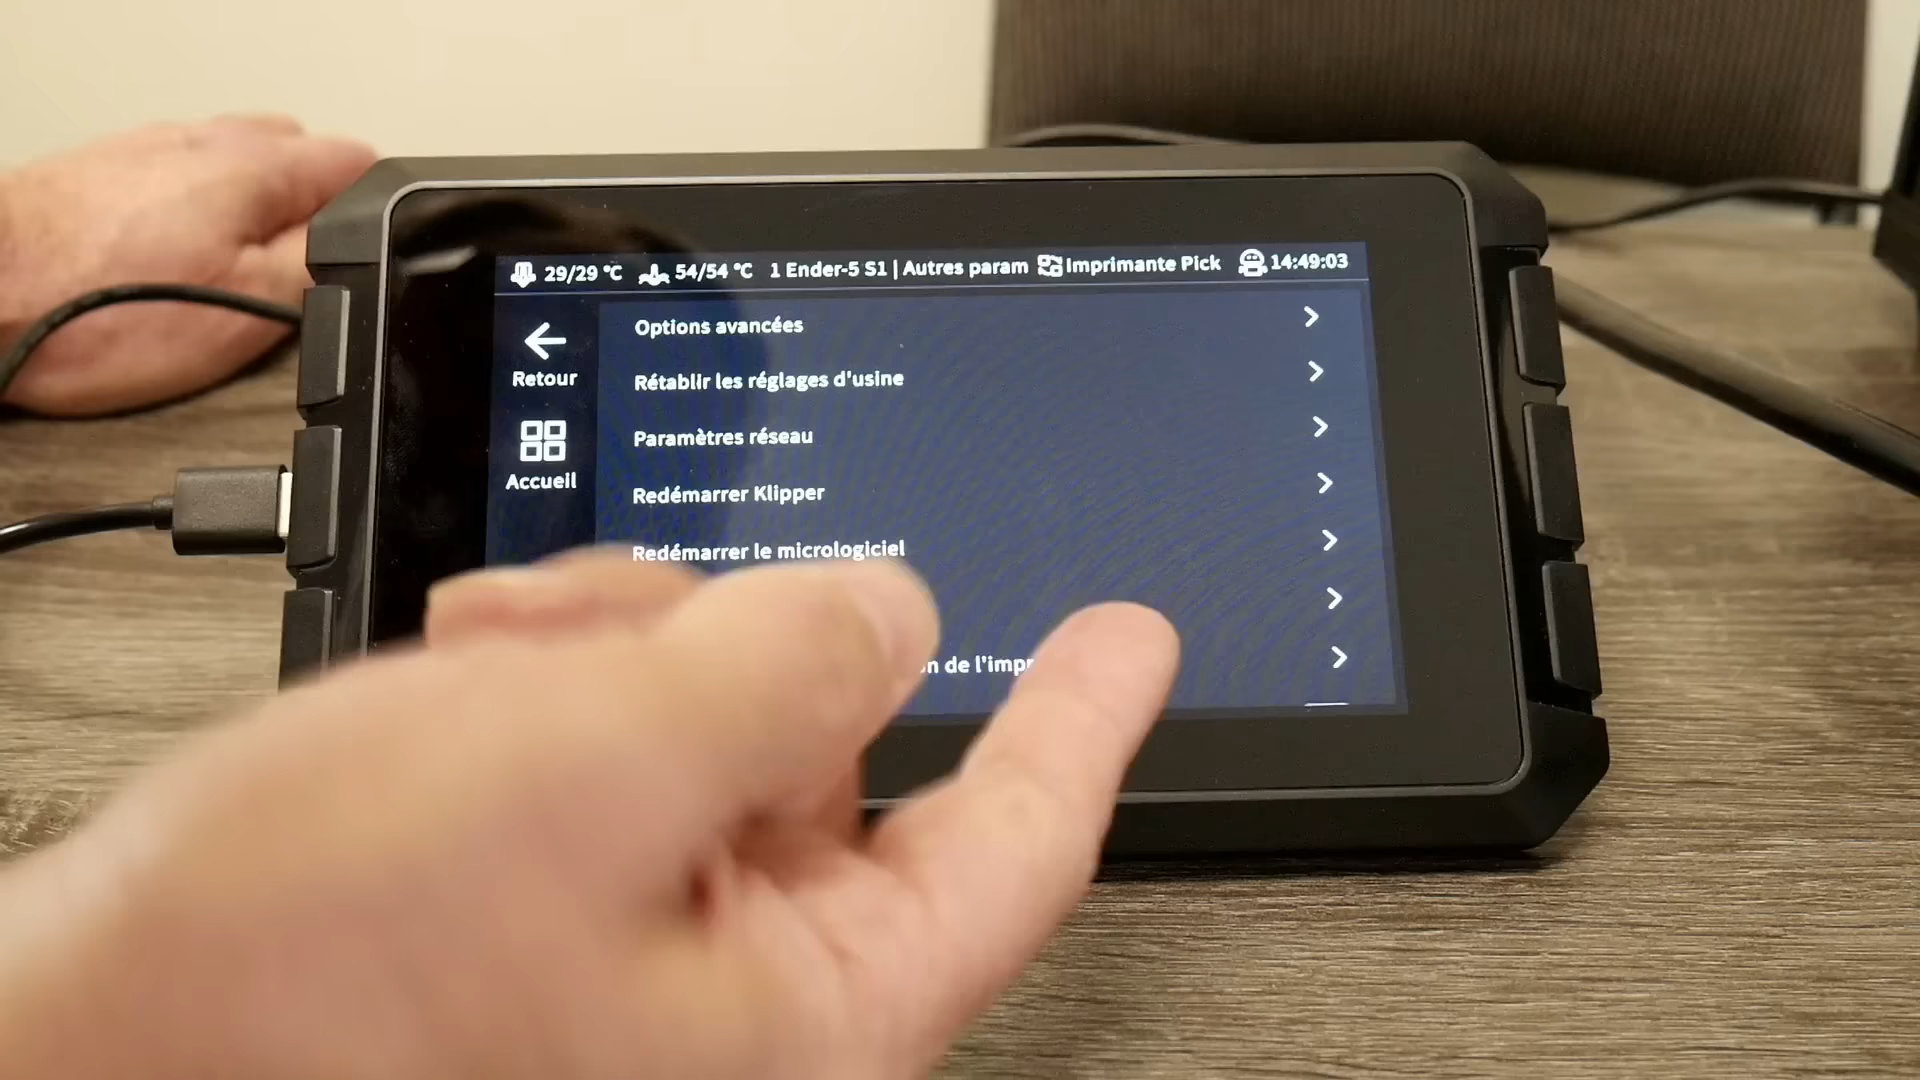 29/29 °C 54/54 °C 1 Ender-5 S1 | Autres param Imprimante Pick 14:49:03
Retour
Accueil
Options avancées
Rétablir les réglages d'usine
Paramètres réseau
Redémarrer Klipper
Redémarrer le micrologiciel
de l'impr